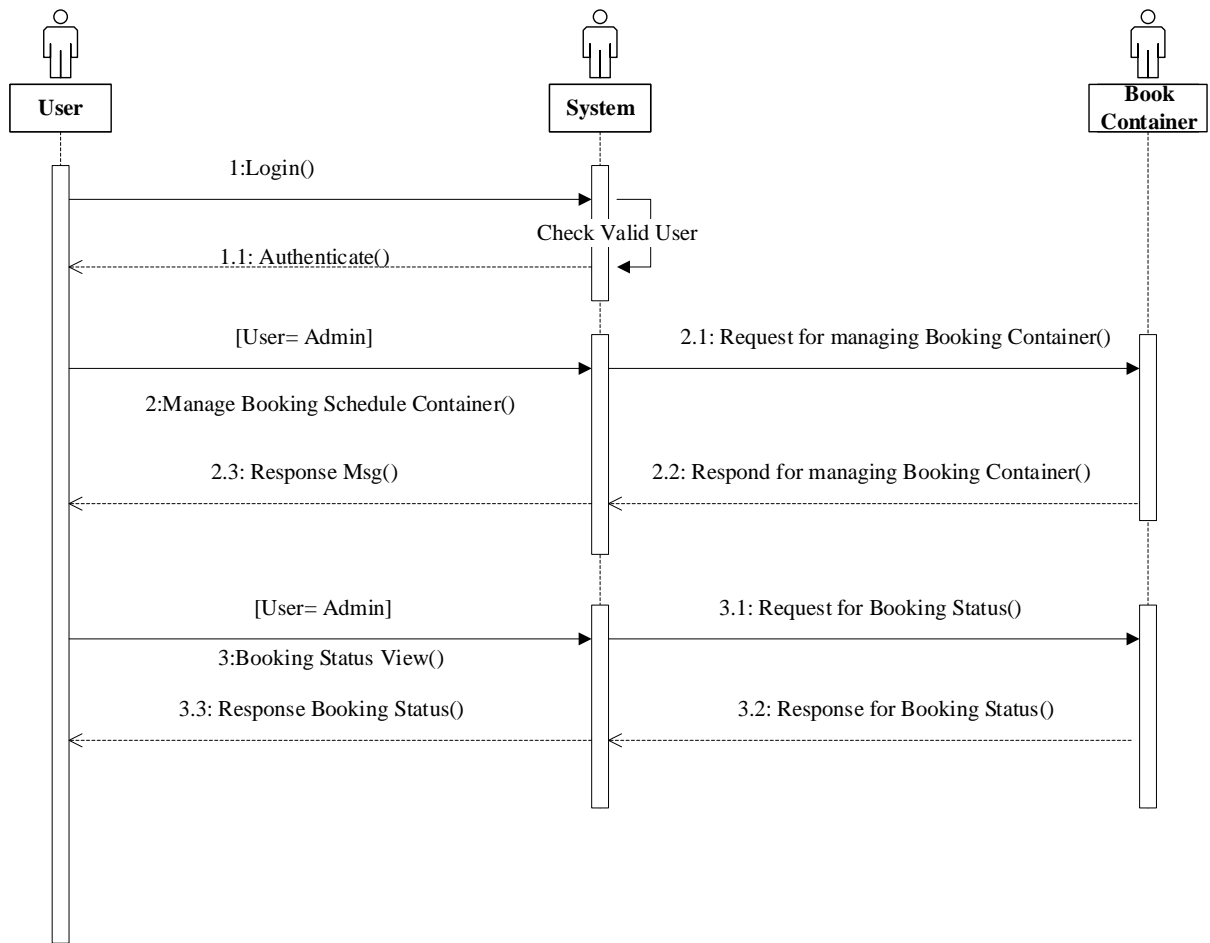 User
System
Book
Container
1:Login()
Check Valid User
1.1: Authenticate()
[User= Admin]
2.1: Request for managing Booking Container()
2:Manage Booking Schedule Container()
2.3: Response Msg()
2.2: Respond for managing Booking Container()
[User= Admin]
3.1: Request for Booking Status()
3:Booking Status View()
3.3: Response Booking Status()
3.2: Response for Booking Status()